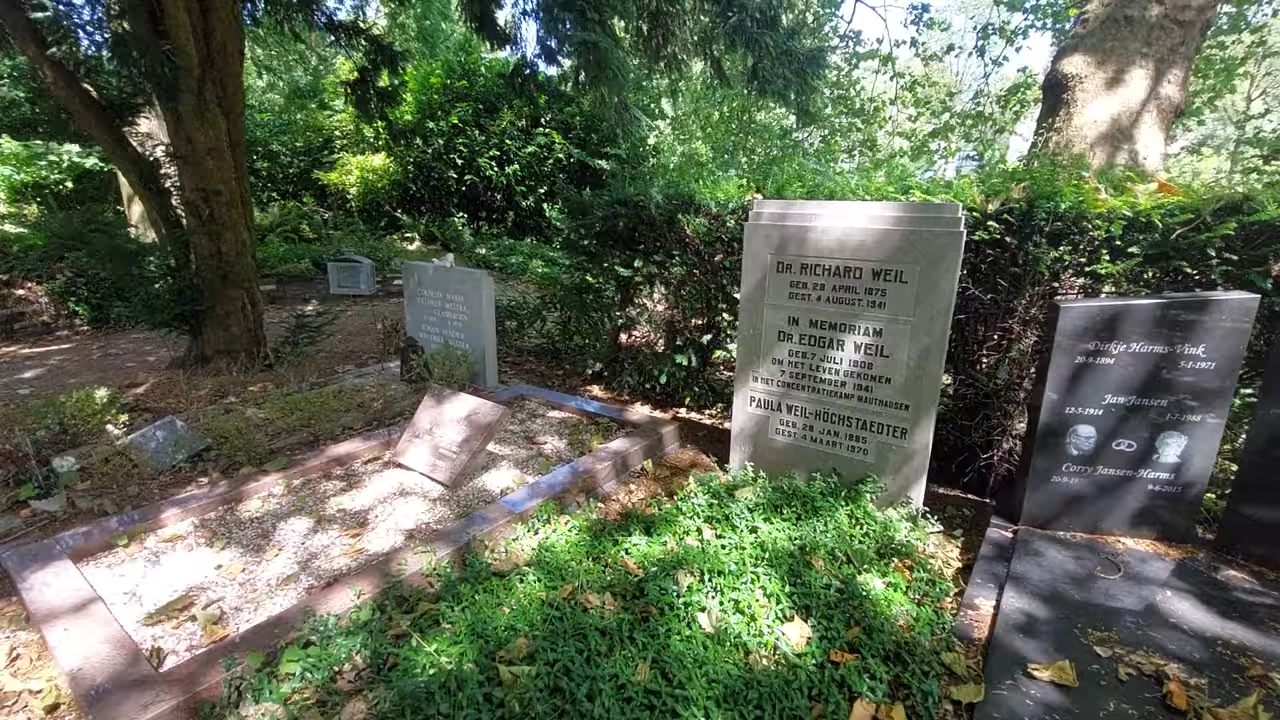 CORNELIA MARIA
JOHAN
DR. RICHARD WEIL
GEB. 28 APRIL 1875
GEST. 4 AUGUST 1941
IN MEMORIAM
DR. EDGAR WEIL
GEB. 7 JULI 1908
OM HET LEVEN GEKOMEN
7 SEPTEMBER 1941
IN HET CONCENTRATIEKAMP MAUTHAUSEN
PAULA WEIL-HÖCHSTAEDTER
GEB. 28 JAN. 1885
GEST. 4 MAART 1970
Dirkje Harms-Vink
20-9-1894 5-1-1971
Jan Jansen
12-5-1914 1-7-1988
Corry Jansen-Harms
9-6-2015